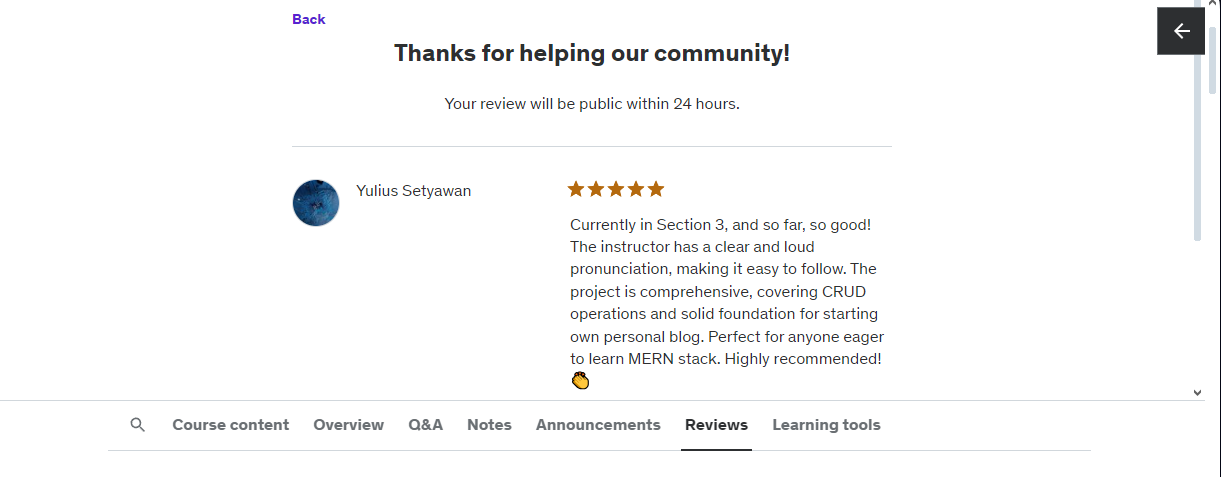 Back
Thanks for helping our community!
Your review will be public within 24 hours.
Yulius Setyawan
Currently in Section 3, and so far, so good!
The instructor has a clear and loud
pronunciation, making it easy to follow. The
project is comprehensive, covering CRUD
operations and solid foundation for starting
own personal blog. Perfect for anyone eager
to learn MERN stack. Highly recommended!
👏
Course content Overview Q&A Notes Announcements Reviews Learning tools